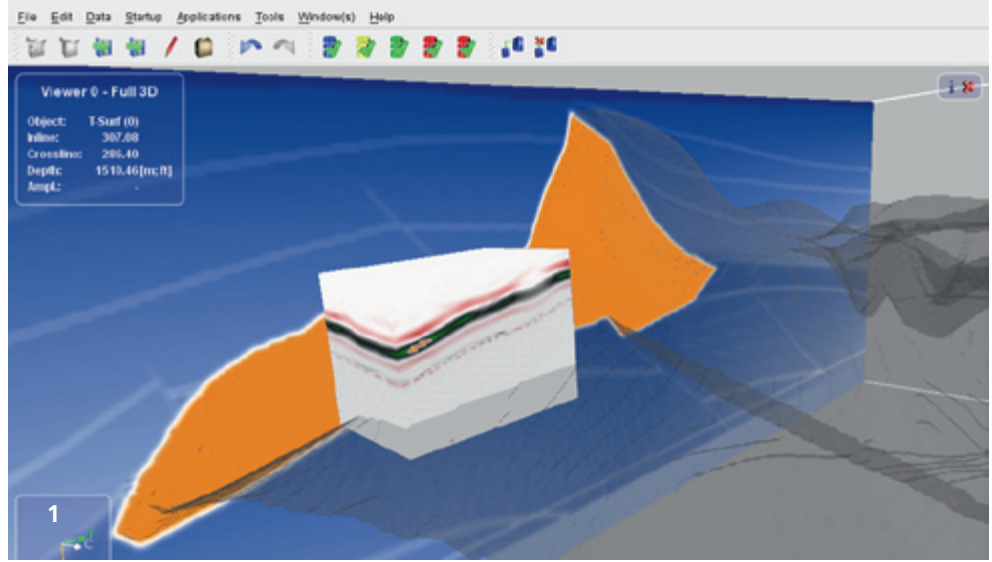 File Edit Data Startup Applications Tools Window(s) Help
Viewer 0 - Full 3D
Object: T-Surf (0)
Inline: 307.08
Crossline: 286.40
Depth: 1510.46[m;ft]
Ampl.: -
1